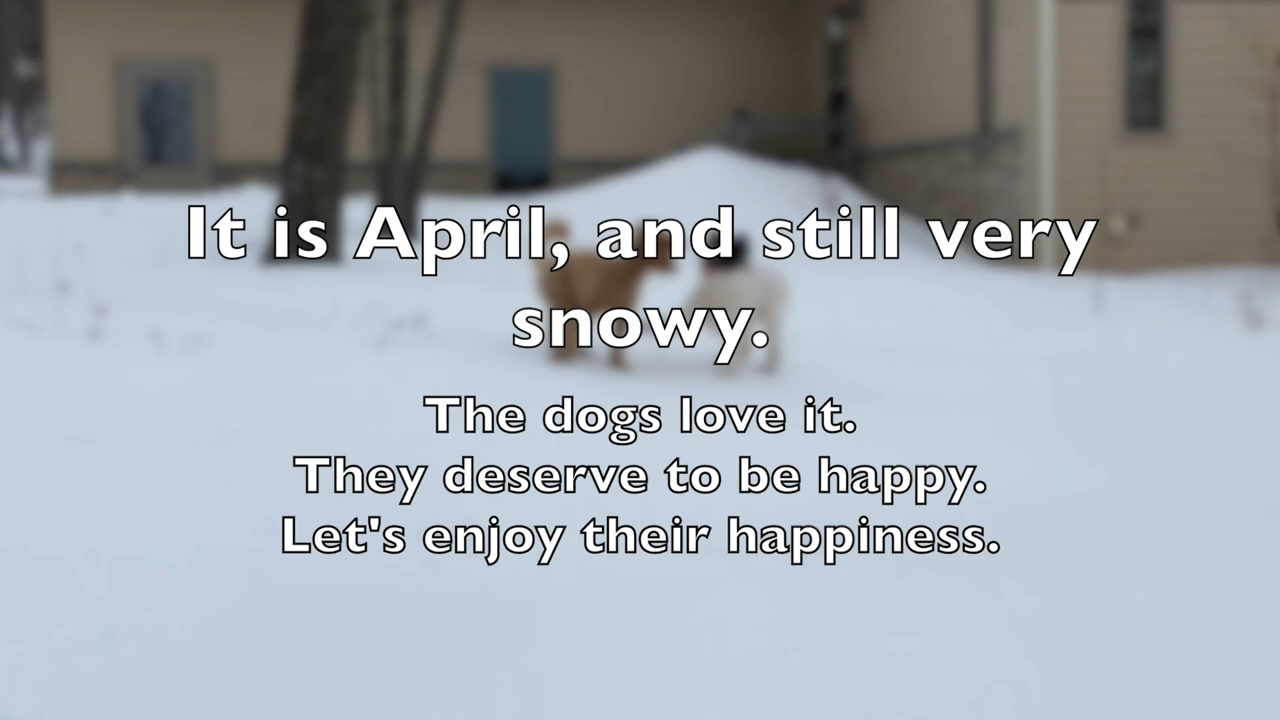 It is April, and still very
snowy.
The dogs love it.
They deserve to be happy.
Let's enjoy their happiness.